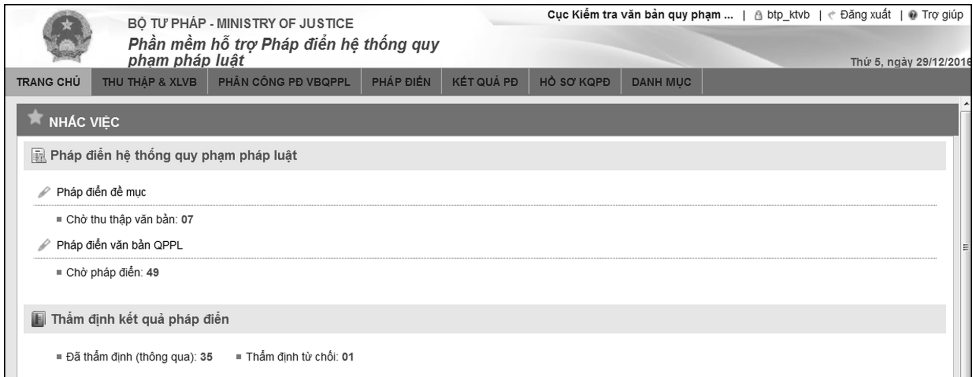 BỘ TƯ PHÁP - MINISTRY OF JUSTICE
Phần mềm hỗ trợ Pháp điển hệ thống quy
phạm pháp luật
Cục Kiểm tra văn bản quy phạm ... | btp_ktvb | Đăng xuất | Trợ giúp
Thứ 5, ngày 29/12/2016
TRANG CHỦ THU THẬP & XLVB PHÂN CÔNG PĐ VBQPPL PHÁP ĐIỂN KẾT QUẢ PĐ HỒ SƠ KQPĐ DANH MỤC
NHẮC VIỆC
Pháp điển hệ thống quy phạm pháp luật
Pháp điển đề mục
Chờ thu thập văn bản: 07
Pháp điển văn bản QPPL
Chờ pháp điển: 49
Thẩm định kết quả pháp điển
Đã thẩm định (thông qua): 35 Thẩm định từ chối: 01